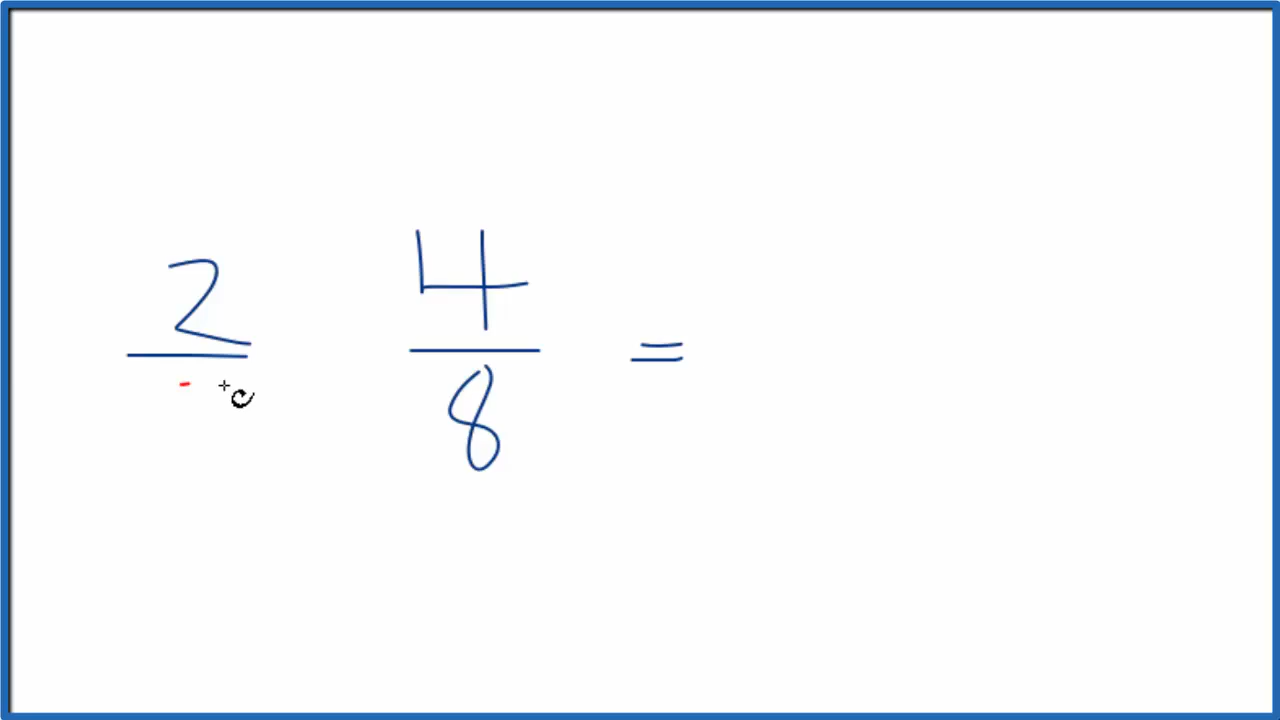 2/ 4/8 =